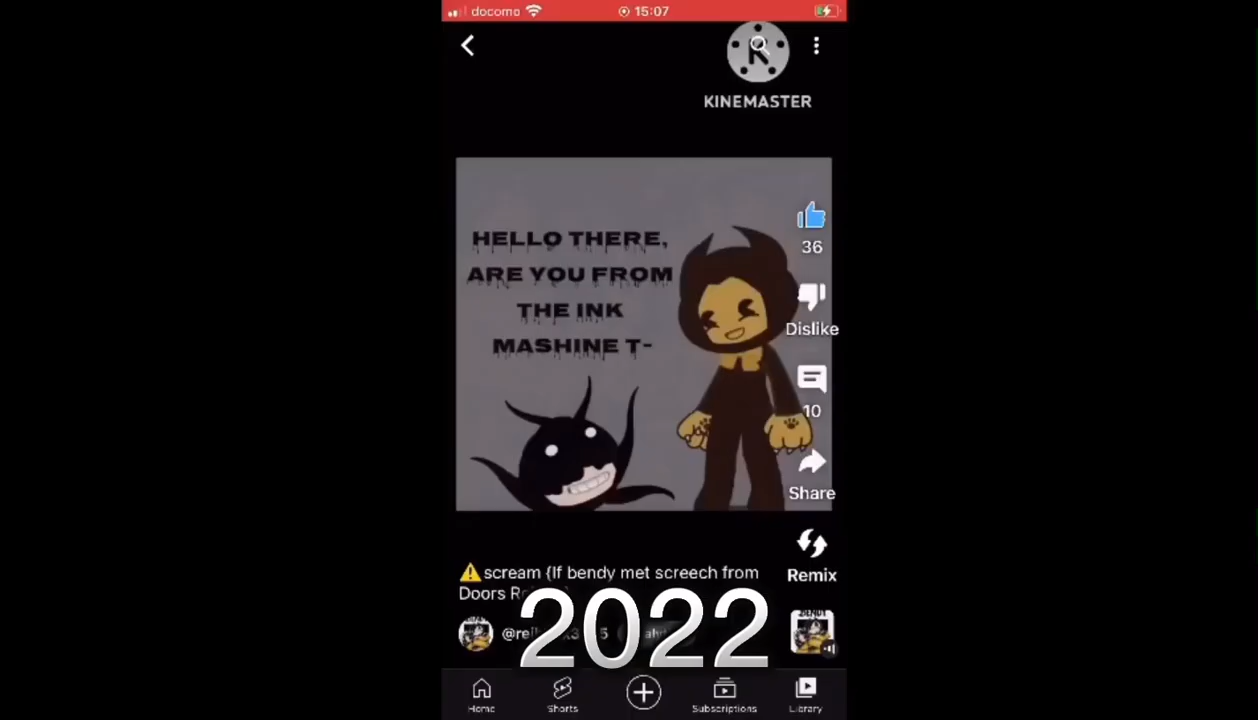 docomo 15:07
KINEMASTER
HELLO THERE,
ARE YOU FROM
THE INK
MASHINE T-
36
Dislike
10
Share
Remix
⚠️scream {If bendy met screech from
Doors
2022
Home Shorts Subscriptions Library